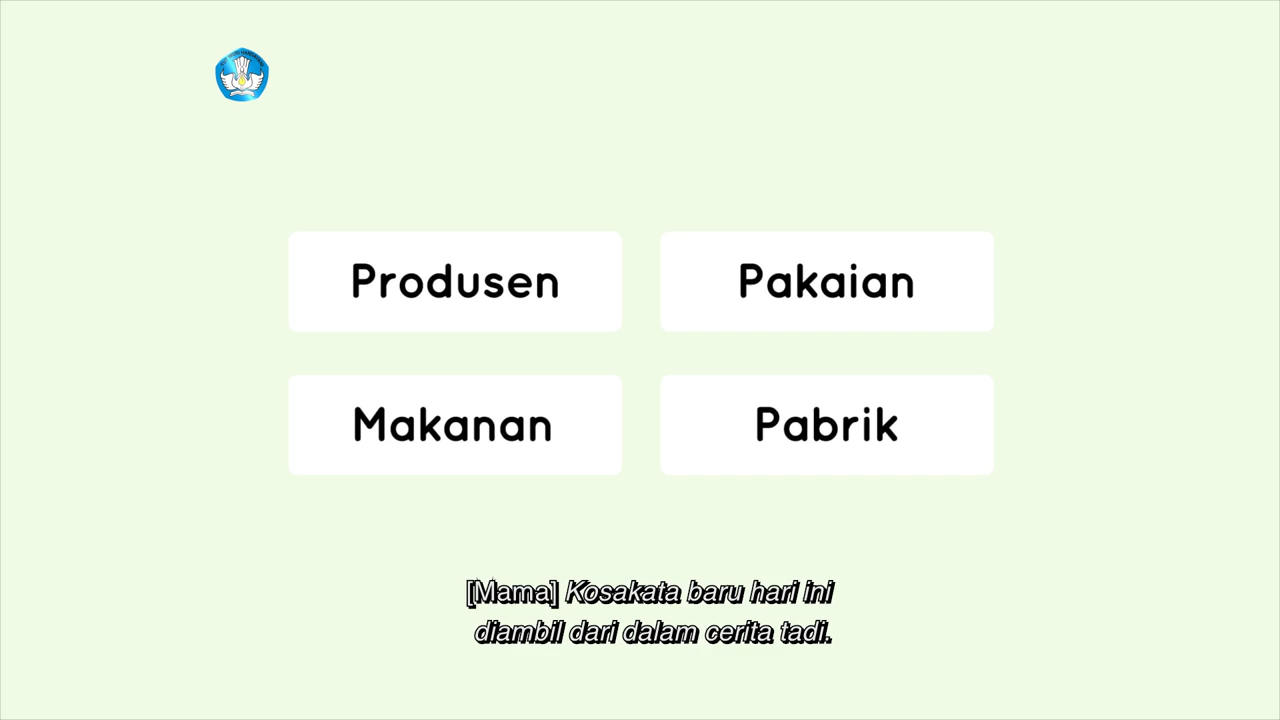 Produsen
Pakaian
Makanan
Pabrik
[Mama] Kosakata baru hari ini
diambil dari dalam cerita tadi.